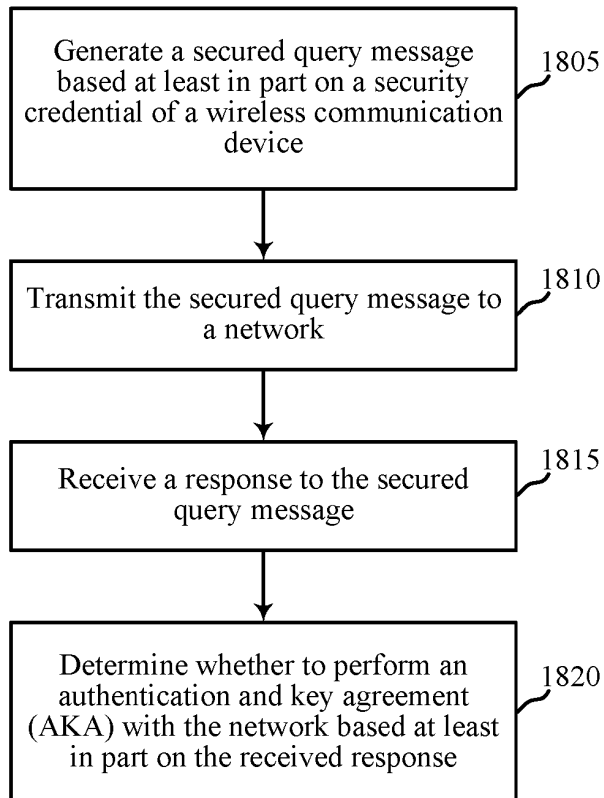 Generate a secured query message
based at least in part on a security
credential of a wireless communication
device
1805
Transmit the secured query message to
a network
1810
Receive a response to the secured
query message
1815
Determine whether to perform an
authentication and key agreement
(AKA) with the network based at least
in part on the received response
1820